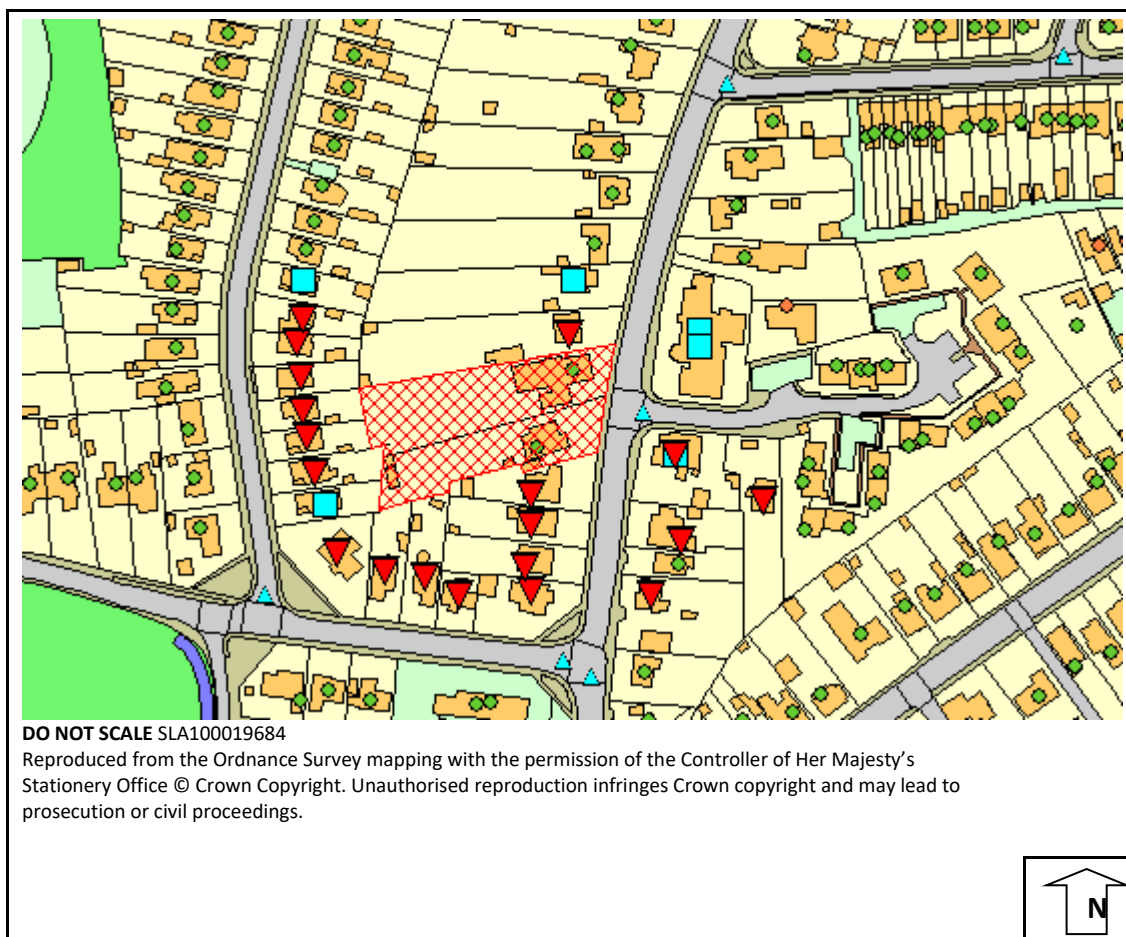 DO NOT SCALE SLA100019684
Reproduced from the Ordnance Survey mapping with the permission of the Controller of Her Majesty's
Stationery Office © Crown Copyright. Unauthorised reproduction infringes Crown copyright and may lead to
prosecution or civil proceedings.
N